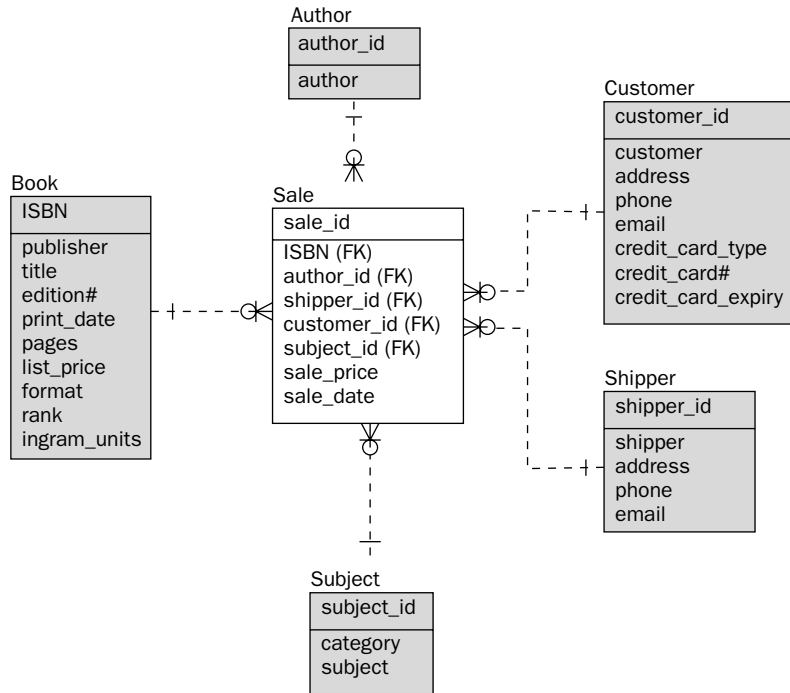 Author
author_id
author
Customer
customer_id
customer
address
phone
email
credit_card_type
credit_card#
credit_card_expiry
Book
ISBN
publisher
title
edition#
print_date
pages
list_price
format
rank
ingram_units
Sale
sale_id
ISBN (FK)
author_id (FK)
shipper_id (FK)
customer_id (FK)
subject_id (FK)
sale_price
sale_date
Shipper
shipper_id
shipper
address
phone
email
Subject
subject_id
category
subject